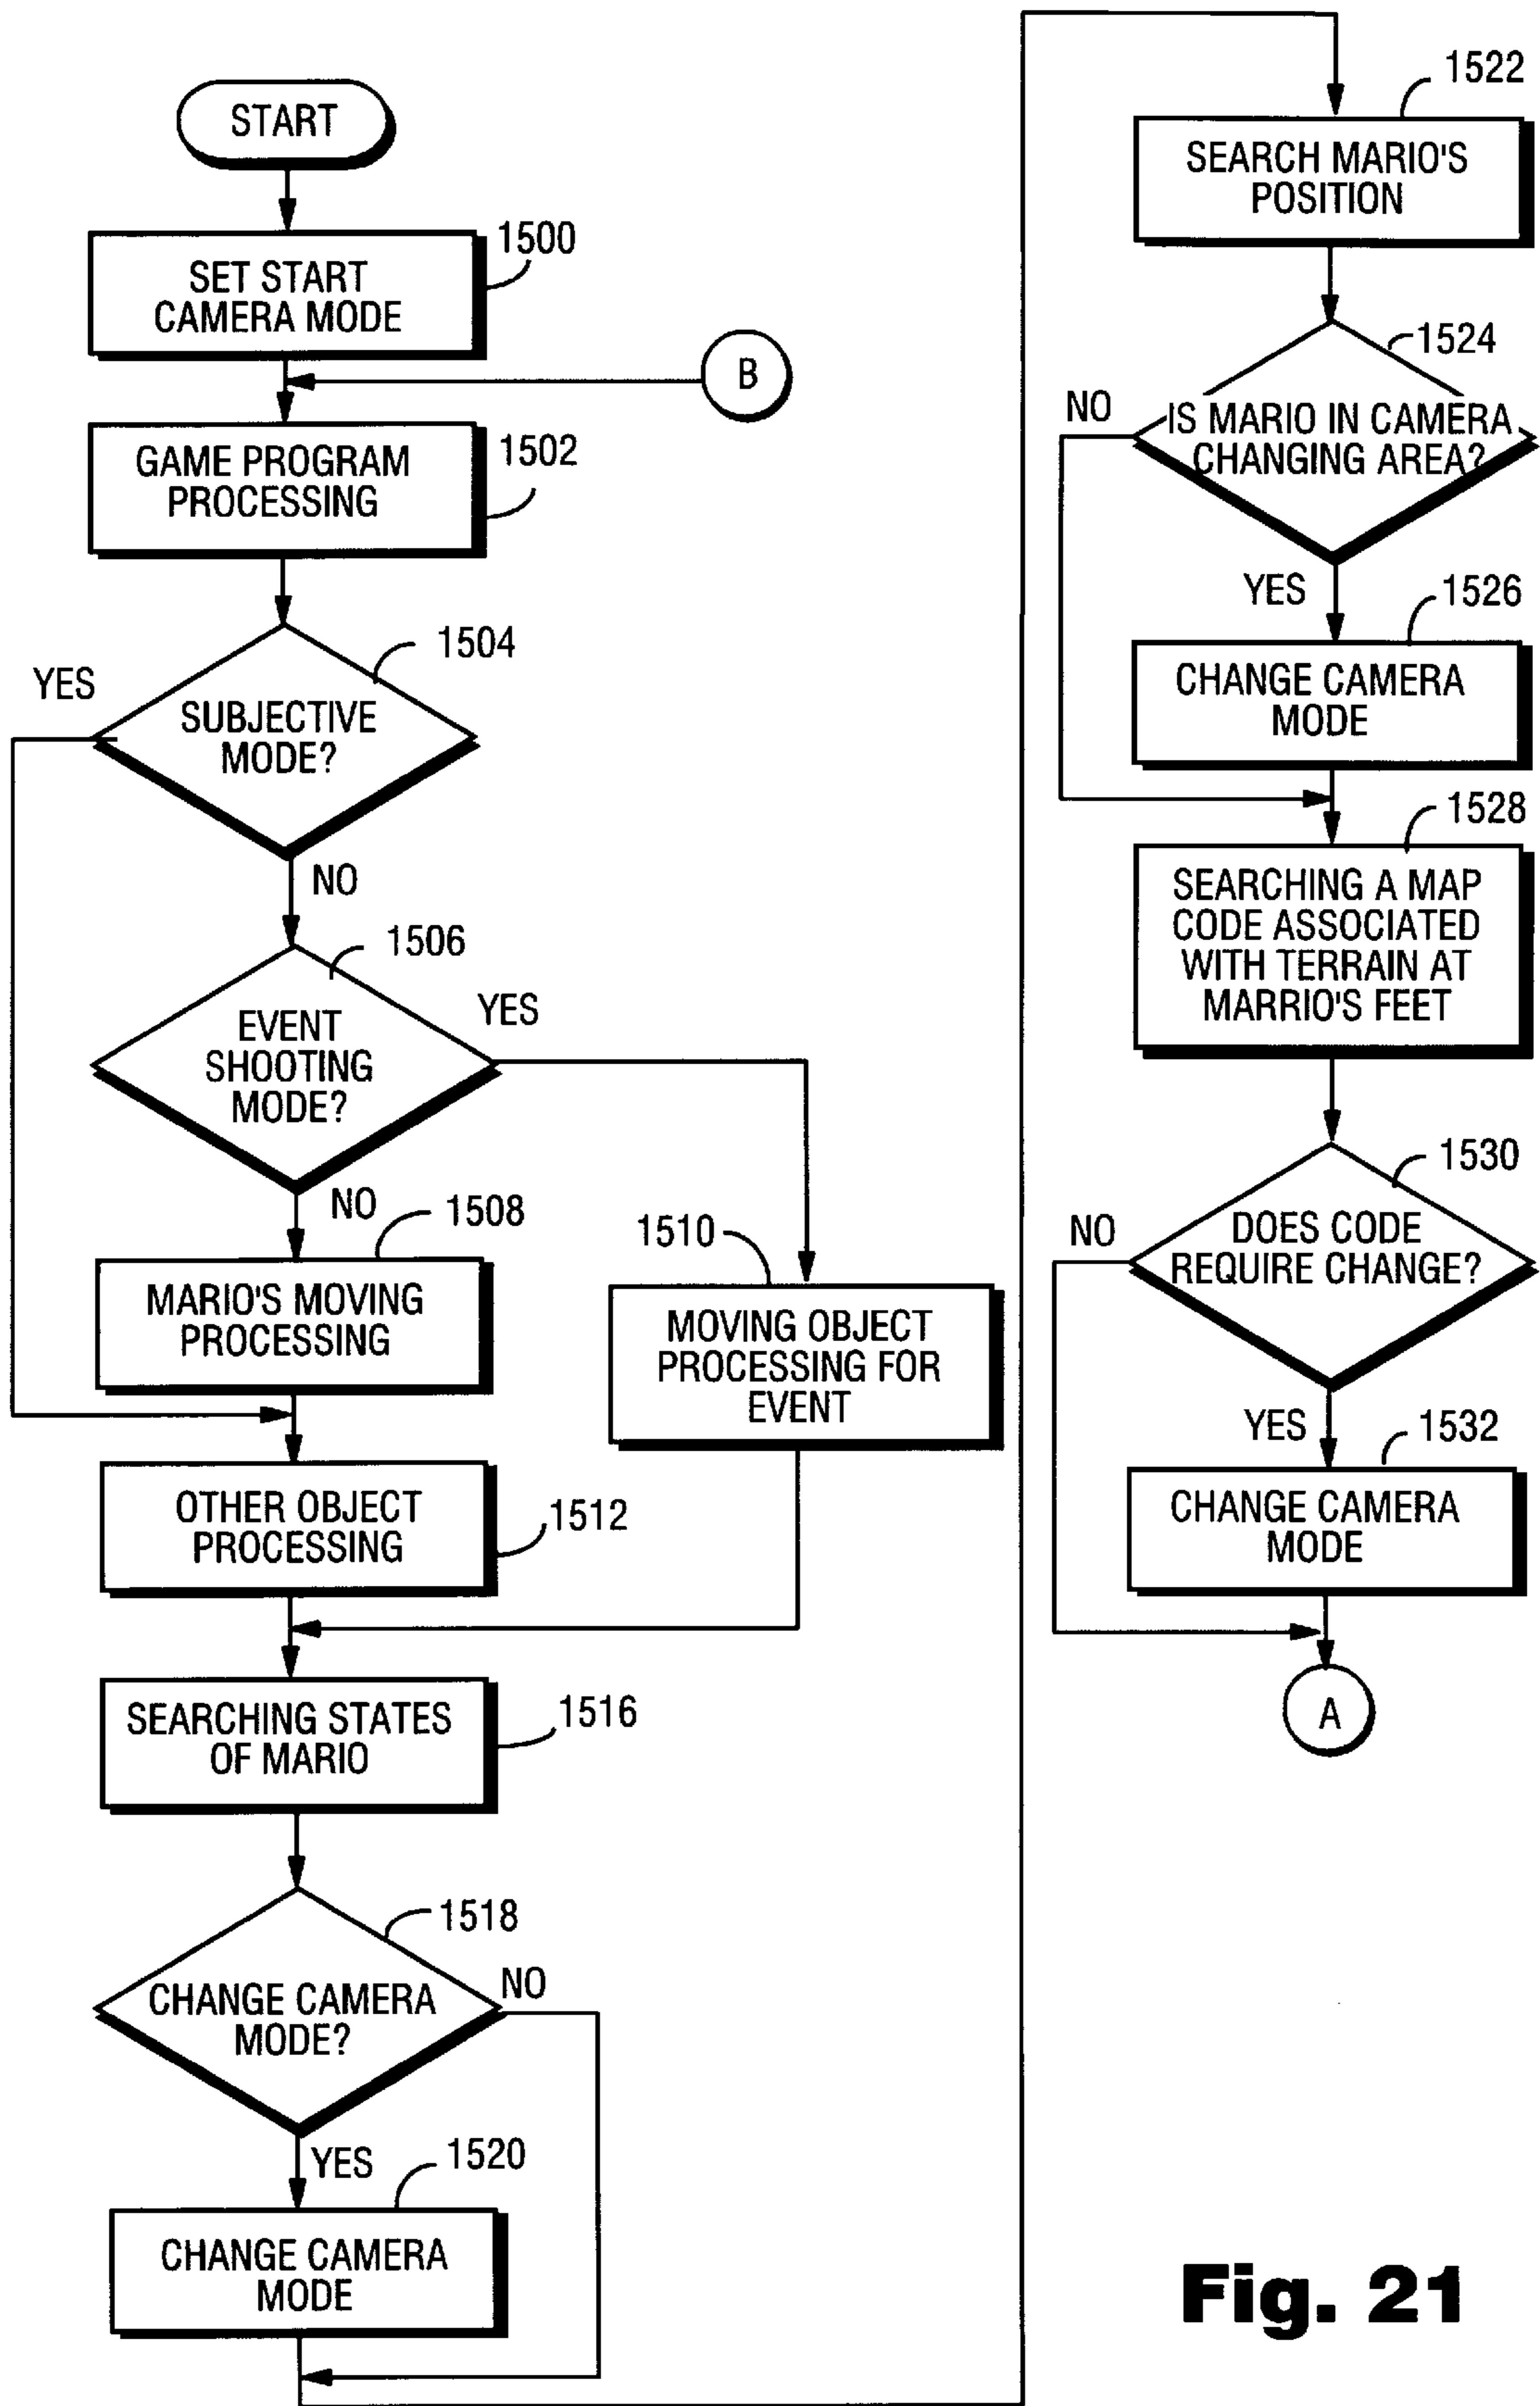 START
1500
SET START
CAMERA MODE
B
1502
GAME PROGRAM
PROCESSING
1504
YES
SUBJECTIVE
MODE?
NO
1506
YES
EVENT
SHOOTING
MODE?
NO
1508
MARIO'S MOVING
PROCESSING
1510
MOVING OBJECT
PROCESSING FOR
EVENT
OTHER OBJECT
PROCESSING
1512
SEARCHING STATES
OF MARIO
1516
1518
CHANGE CAMERA
MODE?
NO
YES
1520
CHANGE CAMERA
MODE
1522
SEARCH MARIO'S
POSITION
1524
NO
IS MARIO IN CAMERA
CHANGING AREA?
YES
1526
CHANGE CAMERA
MODE
1528
SEARCHING A MAP
CODE ASSOCIATED
WITH TERRAIN AT
MARRIO'S FEET
1530
NO
DOES CODE
REQUIRE CHANGE?
YES
1532
CHANGE CAMERA
MODE
A
Fig. 21